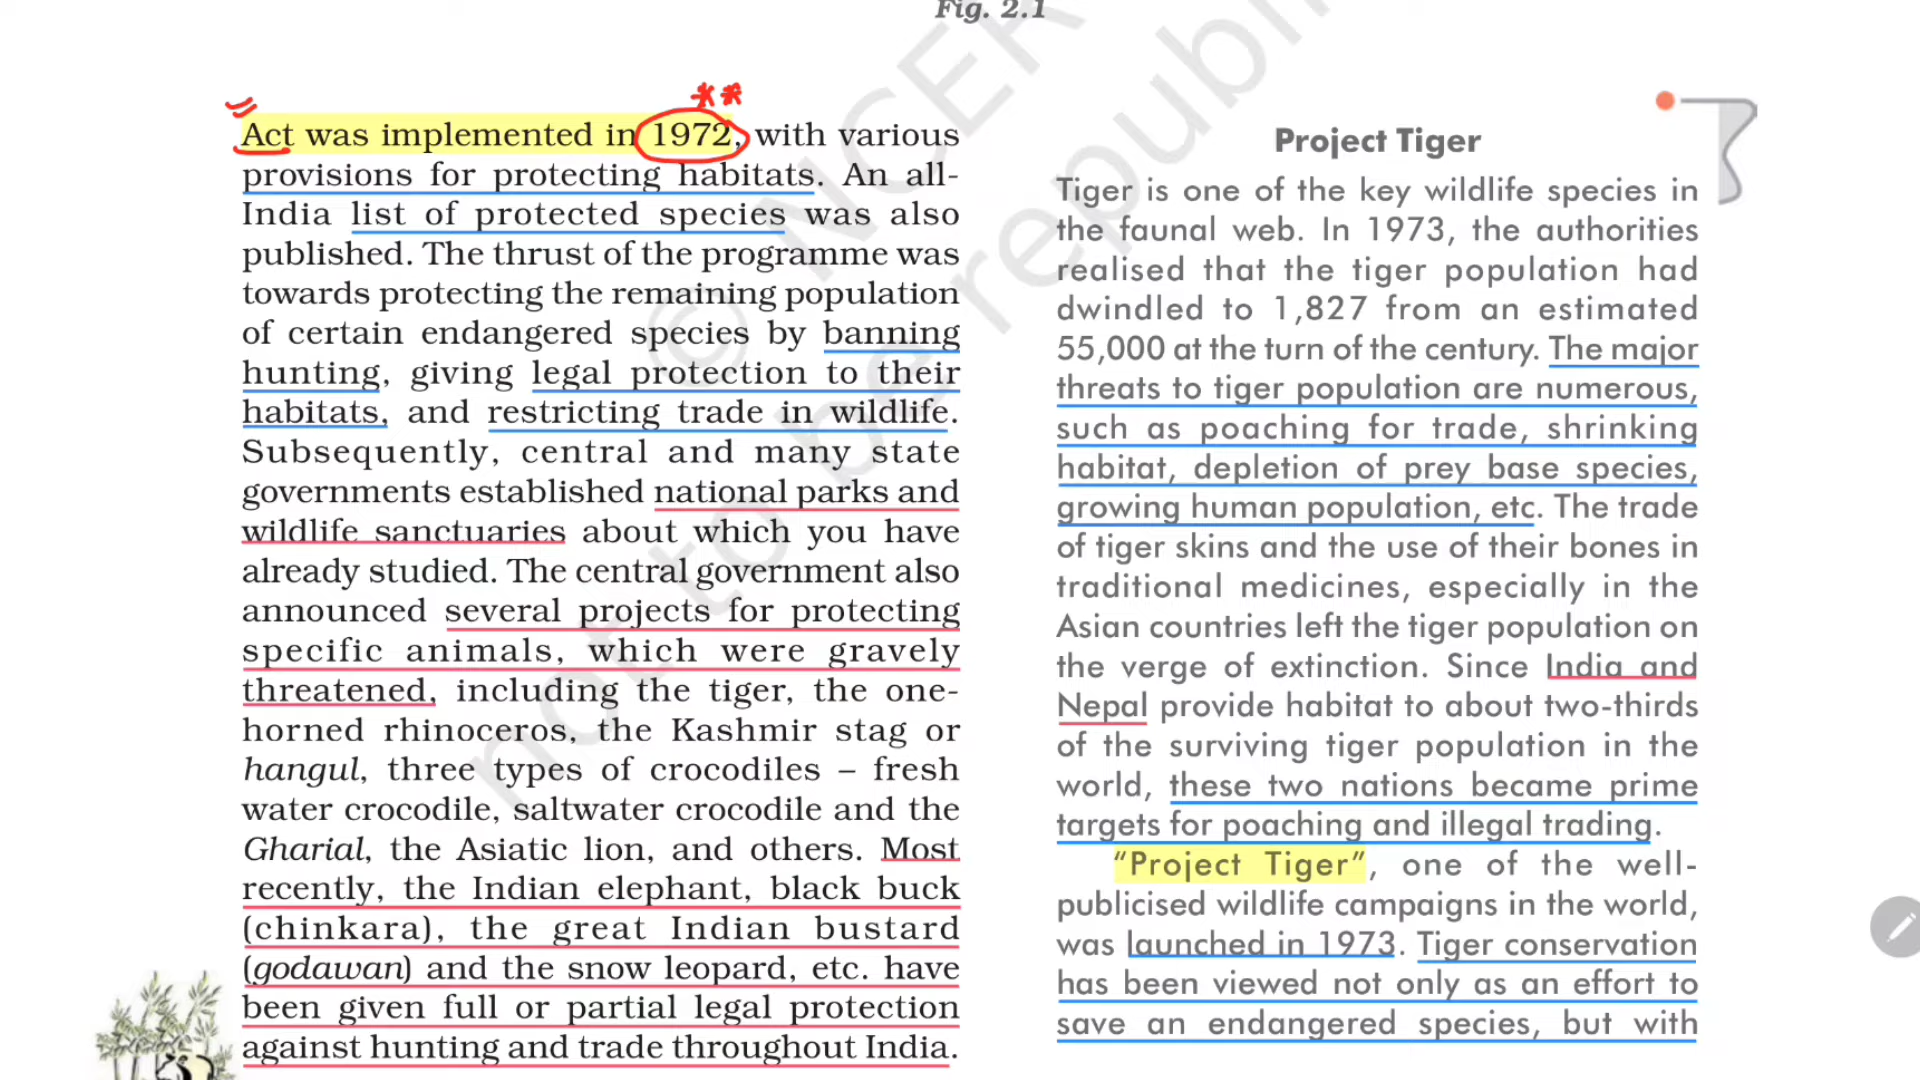 Fig. 2.1
Act was implemented in 1972, with various
provisions for protecting habitats. An all-
India list of protected species was also
published. The thrust of the programme was
towards protecting the remaining population
of certain endangered species by banning
hunting, giving legal protection to their
habitats, and restricting trade in wildlife.
Subsequently, central and many state
governments established national parks and
wildlife sanctuaries about which you have
already studied. The central government also
announced several projects for protecting
specific animals, which were gravely
threatened, including the tiger, the one-
horned rhinoceros, the Kashmir stag or
hangul, three types of crocodiles – fresh
water crocodile, saltwater crocodile and the
Gharial, the Asiatic lion, and others. Most
recently, the Indian elephant, black buck
(chinkara), the great Indian bustard
(godawan) and the snow leopard, etc. have
been given full or partial legal protection
against hunting and trade throughout India.
Project Tiger
Tiger is one of the key wildlife species in
the faunal web. In 1973, the authorities
realised that the tiger population had
dwindled to 1,827 from an estimated
55,000 at the turn of the century. The major
threats to tiger population are numerous,
such as poaching for trade, shrinking
habitat, depletion of prey base species,
growing human population, etc. The trade
of tiger skins and the use of their bones in
traditional medicines, especially in the
Asian countries left the tiger population on
the verge of extinction. Since India and
Nepal provide habitat to about two-thirds
of the surviving tiger population in the
world, these two nations became prime
targets for poaching and illegal trading.
“Project Tiger”, one of the well-
publicised wildlife campaigns in the world,
was launched in 1973. Tiger conservation
has been viewed not only as an effort to
save an endangered species, but with
© NCER
not to be republi